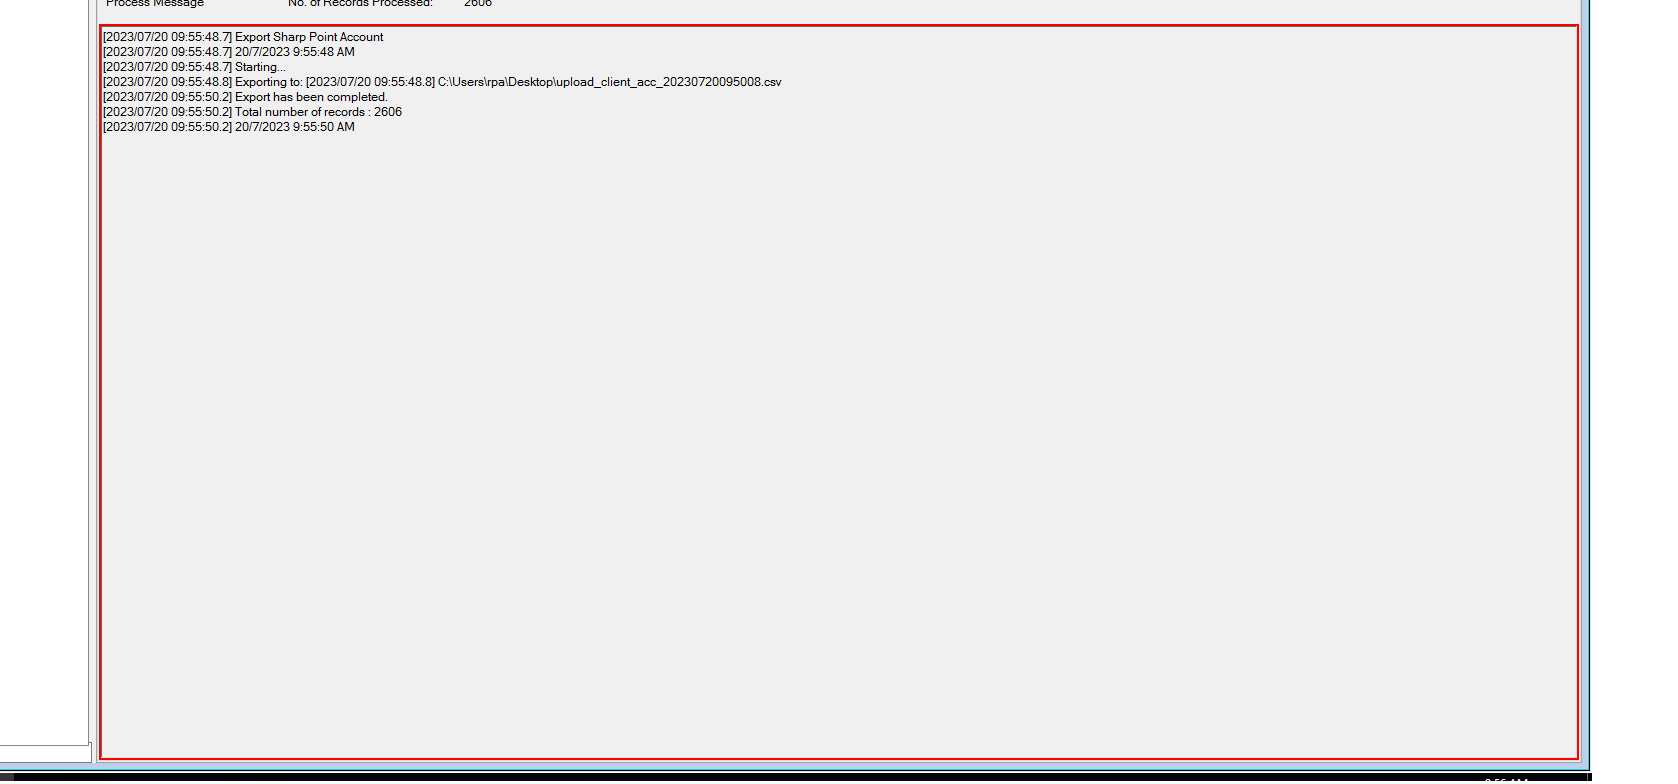 Process Message No. of Records Processed: 2606
[2023/07/20 09:55:48.7] Export Sharp Point Account
[2023/07/20 09:55:48.7] 20/7/2023 9:55:48 AM
[2023/07/20 09:55:48.7] Starting...
[2023/07/20 09:55:48.8] Exporting to: [2023/07/20 09:55:48.8] C:\Users\rpa\Desktop\upload_client_acc_20230720095008.csv
[2023/07/20 09:55:50.2] Export has been completed.
[2023/07/20 09:55:50.2] Total number of records : 2606
[2023/07/20 09:55:50.2] 20/7/2023 9:55:50 AM